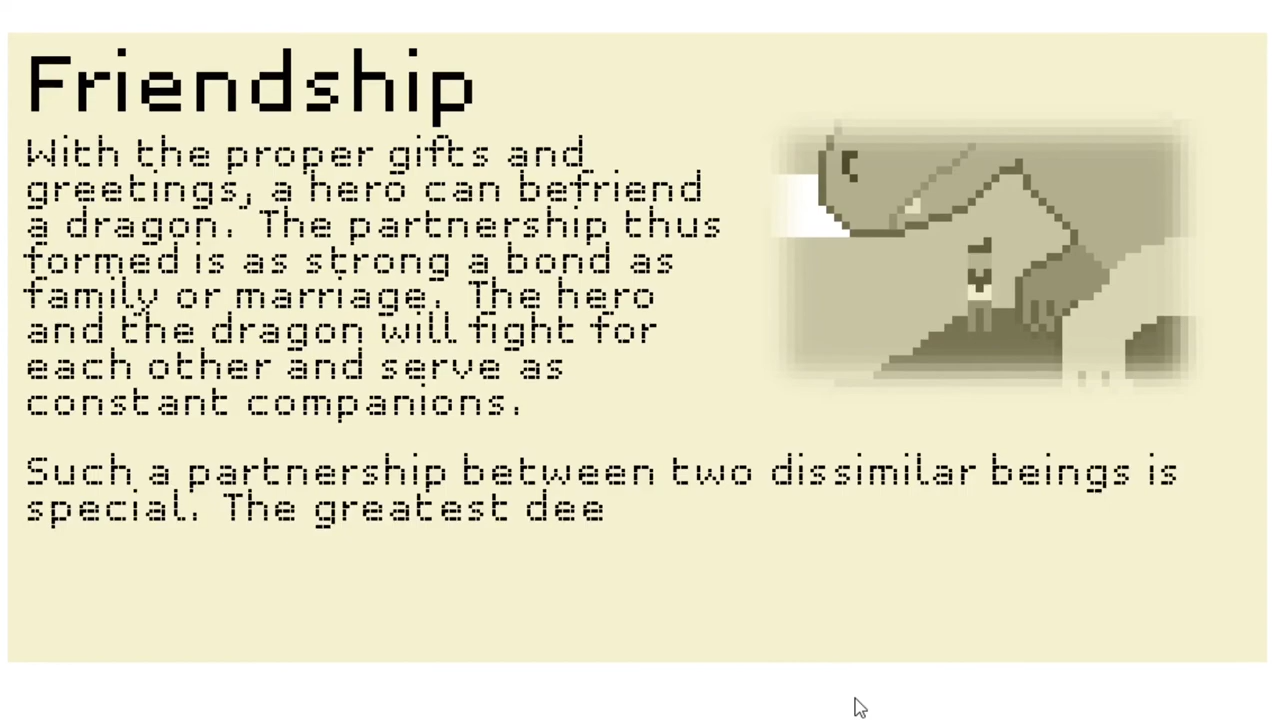 Friendship
With the proper gifts and
greetings, a hero can befriend
a dragon. The partnership thus
formed is as strong a bond as
family or marriage. The hero
and the dragon will fight for
each other and serve as
constant companions.
Such a partnership between two dissimilar beings is
special. The greatest dee